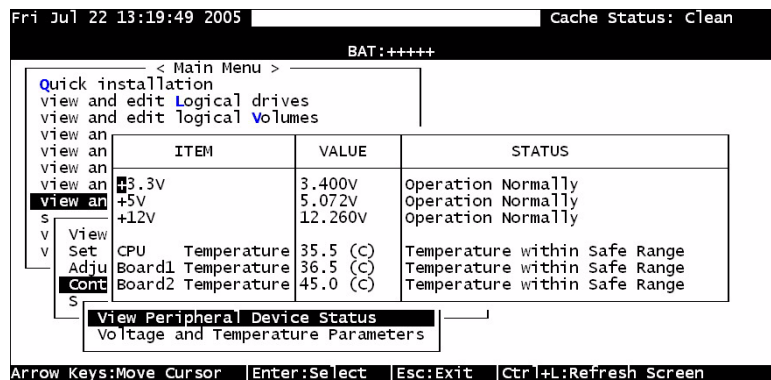 Fri Jul 22 13:19:49 2005 Cache Status: Clean
BAT:+++++
< Main Menu >
Quick installation
view and edit Logical drives
view and edit logical Volumes
view an
view an
view an
view an
view an
s
v View
v Set
Adju
Cont
S
ITEM VALUE STATUS
+3.3V 3.400V Operation Normally
+5V 5.072V Operation Normally
+12V 12.260V Operation Normally
CPU Temperature 35.5 (C) Temperature within Safe Range
Board1 Temperature 36.5 (C) Temperature within Safe Range
Board2 Temperature 45.0 (C) Temperature within Safe Range
View Peripheral Device Status
Voltage and Temperature Parameters
Arrow Keys:Move Cursor |Enter:Select |Esc:Exit |Ctrl+L:Refresh Screen